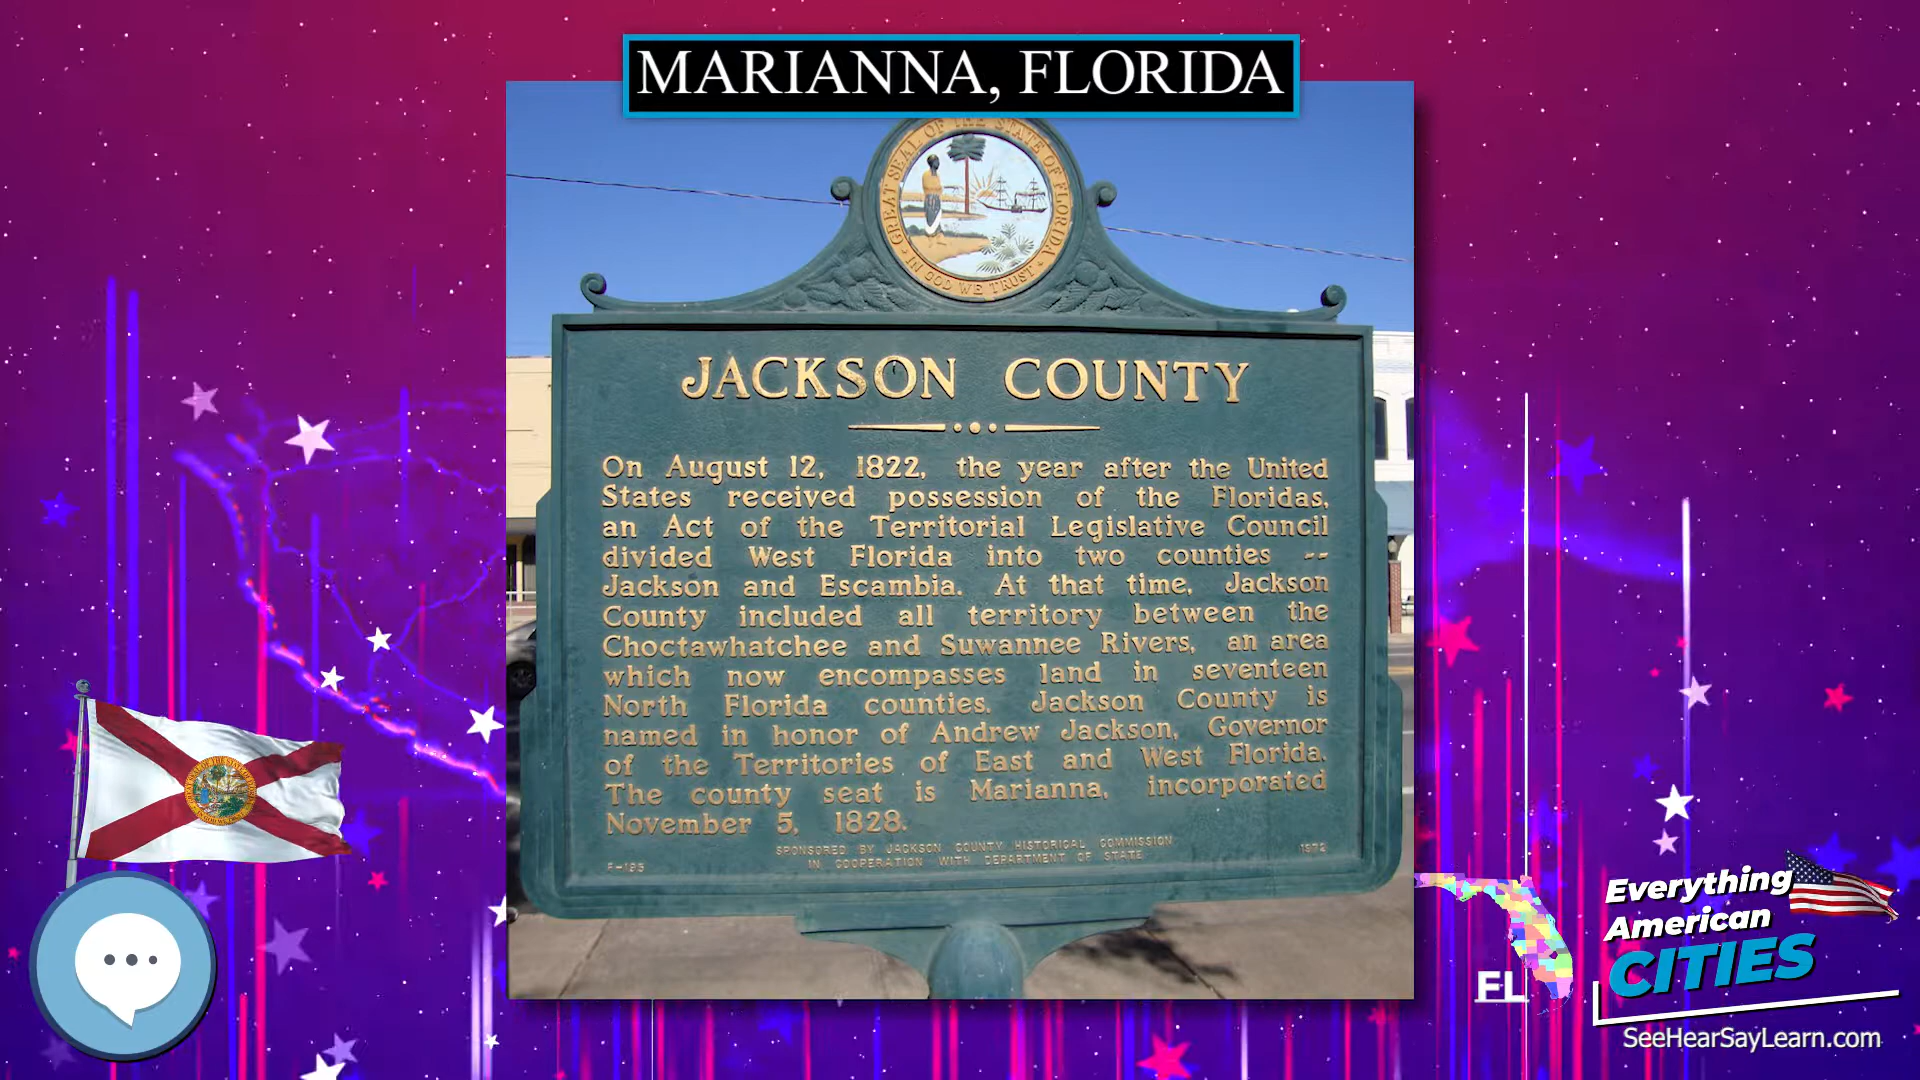 MARIANNA, FLORIDA
GREAT SEAL OF THE STATE OF FLORIDA
IN GOD WE TRUST
JACKSON COUNTY
On August 12, 1822, the year after the United
States received possession of the Floridas,
an Act of the Territorial Legislative Council
divided West Florida into two counties --
Jackson and Escambia. At that time, Jackson
County included all territory between the
Choctawhatchee and Suwannee Rivers, an area
which now encompasses land in seventeen
North Florida counties. Jackson County is
named in honor of Andrew Jackson, Governor
of the Territories of East and West Florida.
The county seat is Marianna, incorporated
November 5, 1828.
SPONSORED BY JACKSON COUNTY HISTORICAL COMMISSION
IN COOPERATION WITH DEPARTMENT OF STATE
F-195
1972
FL
Everything
American
CITIES
SeeHearSayLearn.com